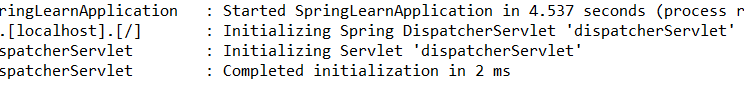 ringLearnApplication : Started SpringLearnApplication in 4.537 seconds (process r
.[localhost].[/] : Initializing Spring DispatcherServlet 'dispatcherServlet'
spatcherServlet : Initializing Servlet 'dispatcherServlet'
spatcherServlet : Completed initialization in 2 ms